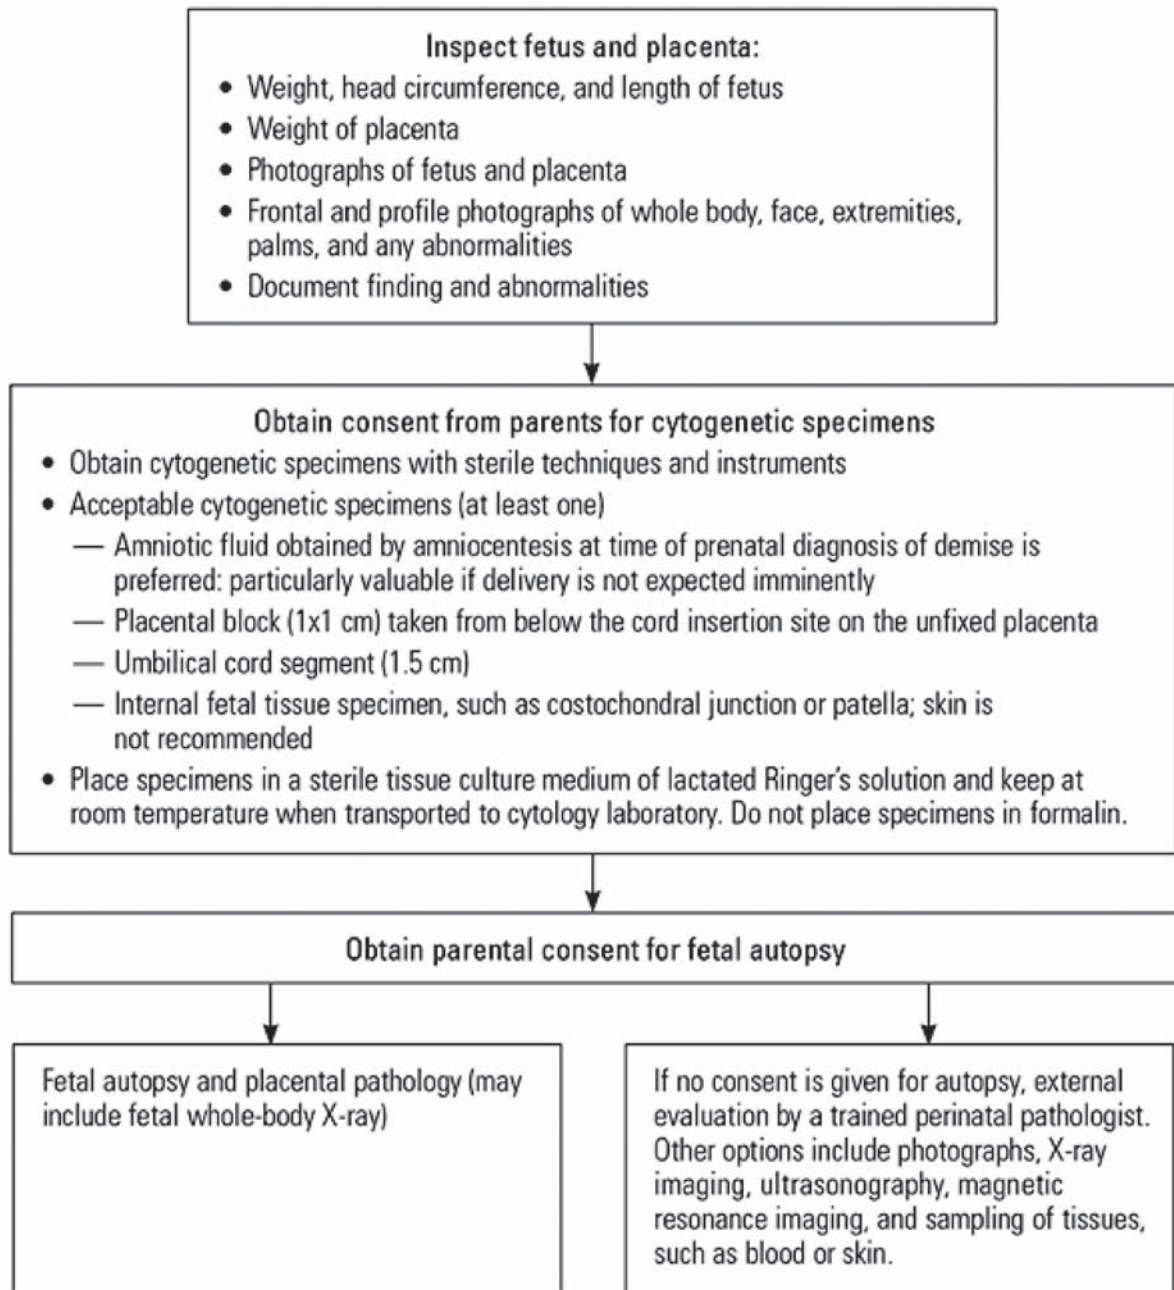 Inspect fetus and placenta:
• Weight, head circumference, and length of fetus
• Weight of placenta
• Photographs of fetus and placenta
• Frontal and profile photographs of whole body, face, extremities,
palms, and any abnormalities
• Document finding and abnormalities
Obtain consent from parents for cytogenetic specimens
• Obtain cytogenetic specimens with sterile techniques and instruments
• Acceptable cytogenetic specimens (at least one)
— Amniotic fluid obtained by amniocentesis at time of prenatal diagnosis of demise is
preferred: particularly valuable if delivery is not expected imminently
— Placental block (1x1 cm) taken from below the cord insertion site on the unfixed placenta
— Umbilical cord segment (1.5 cm)
— Internal fetal tissue specimen, such as costochondral junction or patella; skin is
not recommended
• Place specimens in a sterile tissue culture medium of lactated Ringer's solution and keep at
room temperature when transported to cytology laboratory. Do not place specimens in formalin.
Obtain parental consent for fetal autopsy
Fetal autopsy and placental pathology (may
include fetal whole-body X-ray)
If no consent is given for autopsy, external
evaluation by a trained perinatal pathologist.
Other options include photographs, X-ray
imaging, ultrasonography, magnetic
resonance imaging, and sampling of tissues,
such as blood or skin.